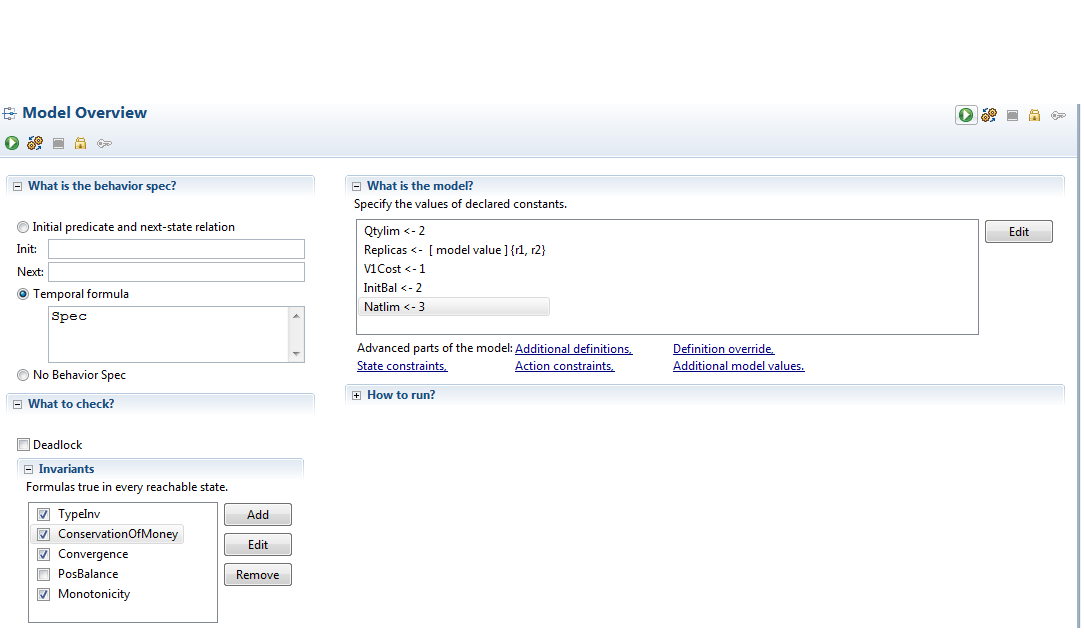 Model Overview
What is the behavior spec?
Initial predicate and next-state relation
Init:
Next:
Temporal formula
Spec
No Behavior Spec
What to check?
Deadlock
Invariants
Formulas true in every reachable state.
TypeInv
ConservationOfMoney
Convergence
PosBalance
Monotonicity
Add
Edit
Remove
What is the model?
Specify the values of declared constants.
Qtylim <- 2
Replicas <- [ model value ] {r1, r2}
V1Cost <- 1
InitBal <- 2
Natlim <- 3
Edit
Advanced parts of the model: Additional definitions, Definition override,
State constraints, Action constraints, Additional model values.
How to run?